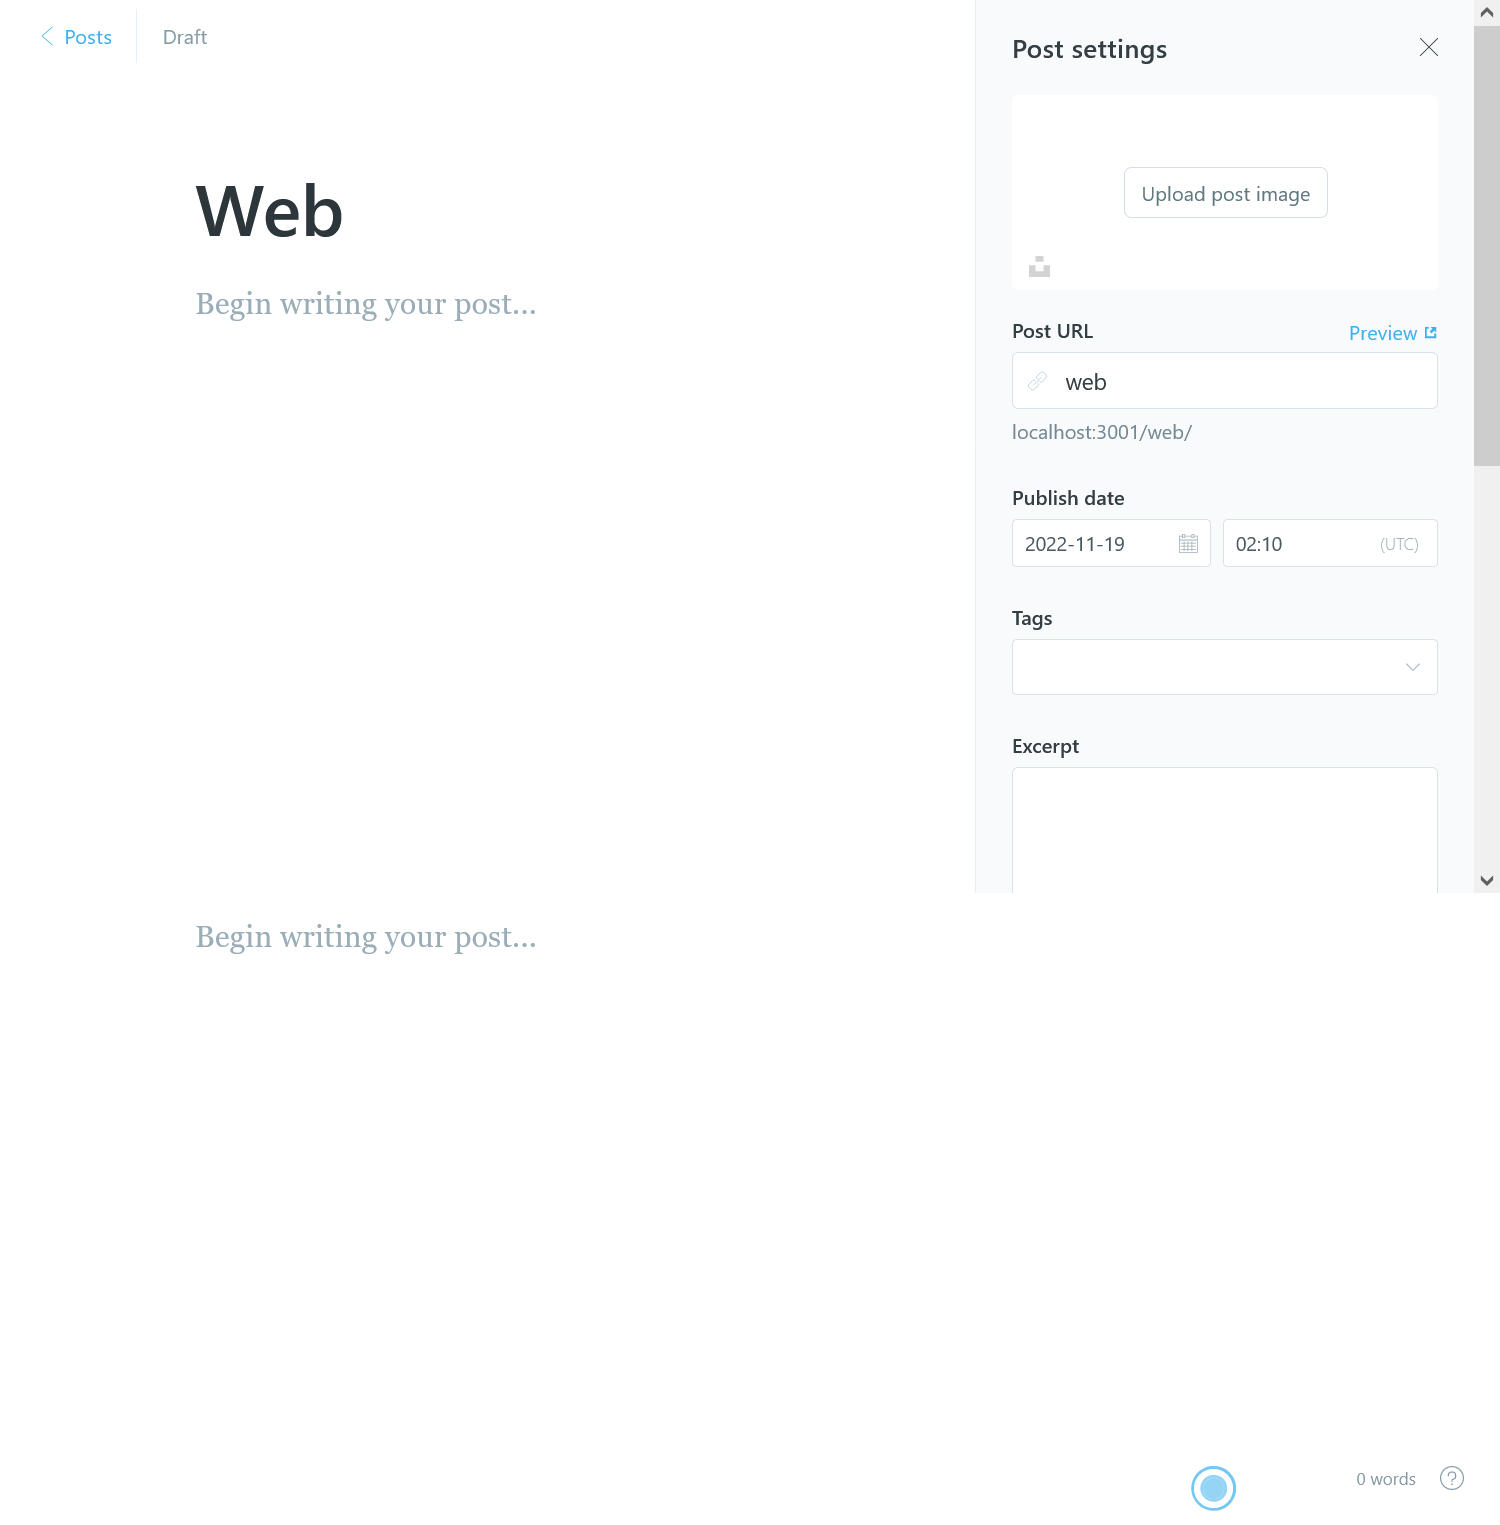 Posts
Draft
Web
Begin writing your post...
Post settings
Upload post image
Post URL
Preview
web
localhost:3001/web/
Publish date
2022-11-19
02:10
(UTC)
Tags
Excerpt
Begin writing your post...
0 words
?